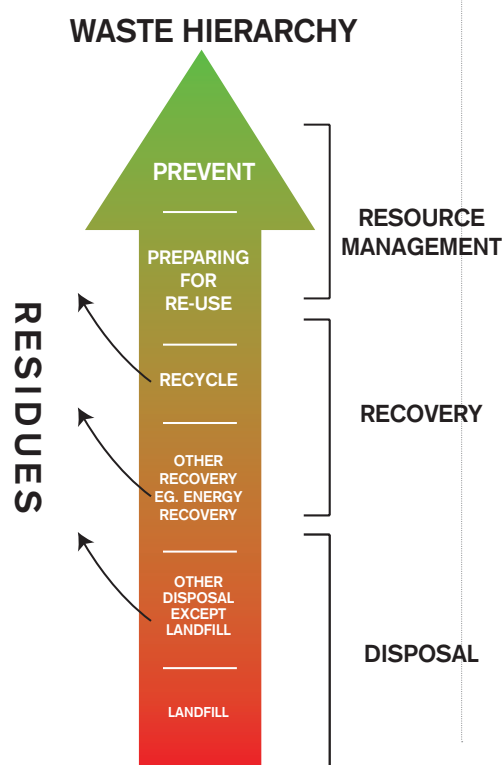 WASTE HIERARCHY
PREVENT
PREPARING
FOR
RE-USE
RECYCLE
OTHER
RECOVERY
EG. ENERGY
RECOVERY
OTHER
DISPOSAL
EXCEPT
LANDFILL
LANDFILL
RESOURCE
MANAGEMENT
RECOVERY
DISPOSAL
RESIDUES